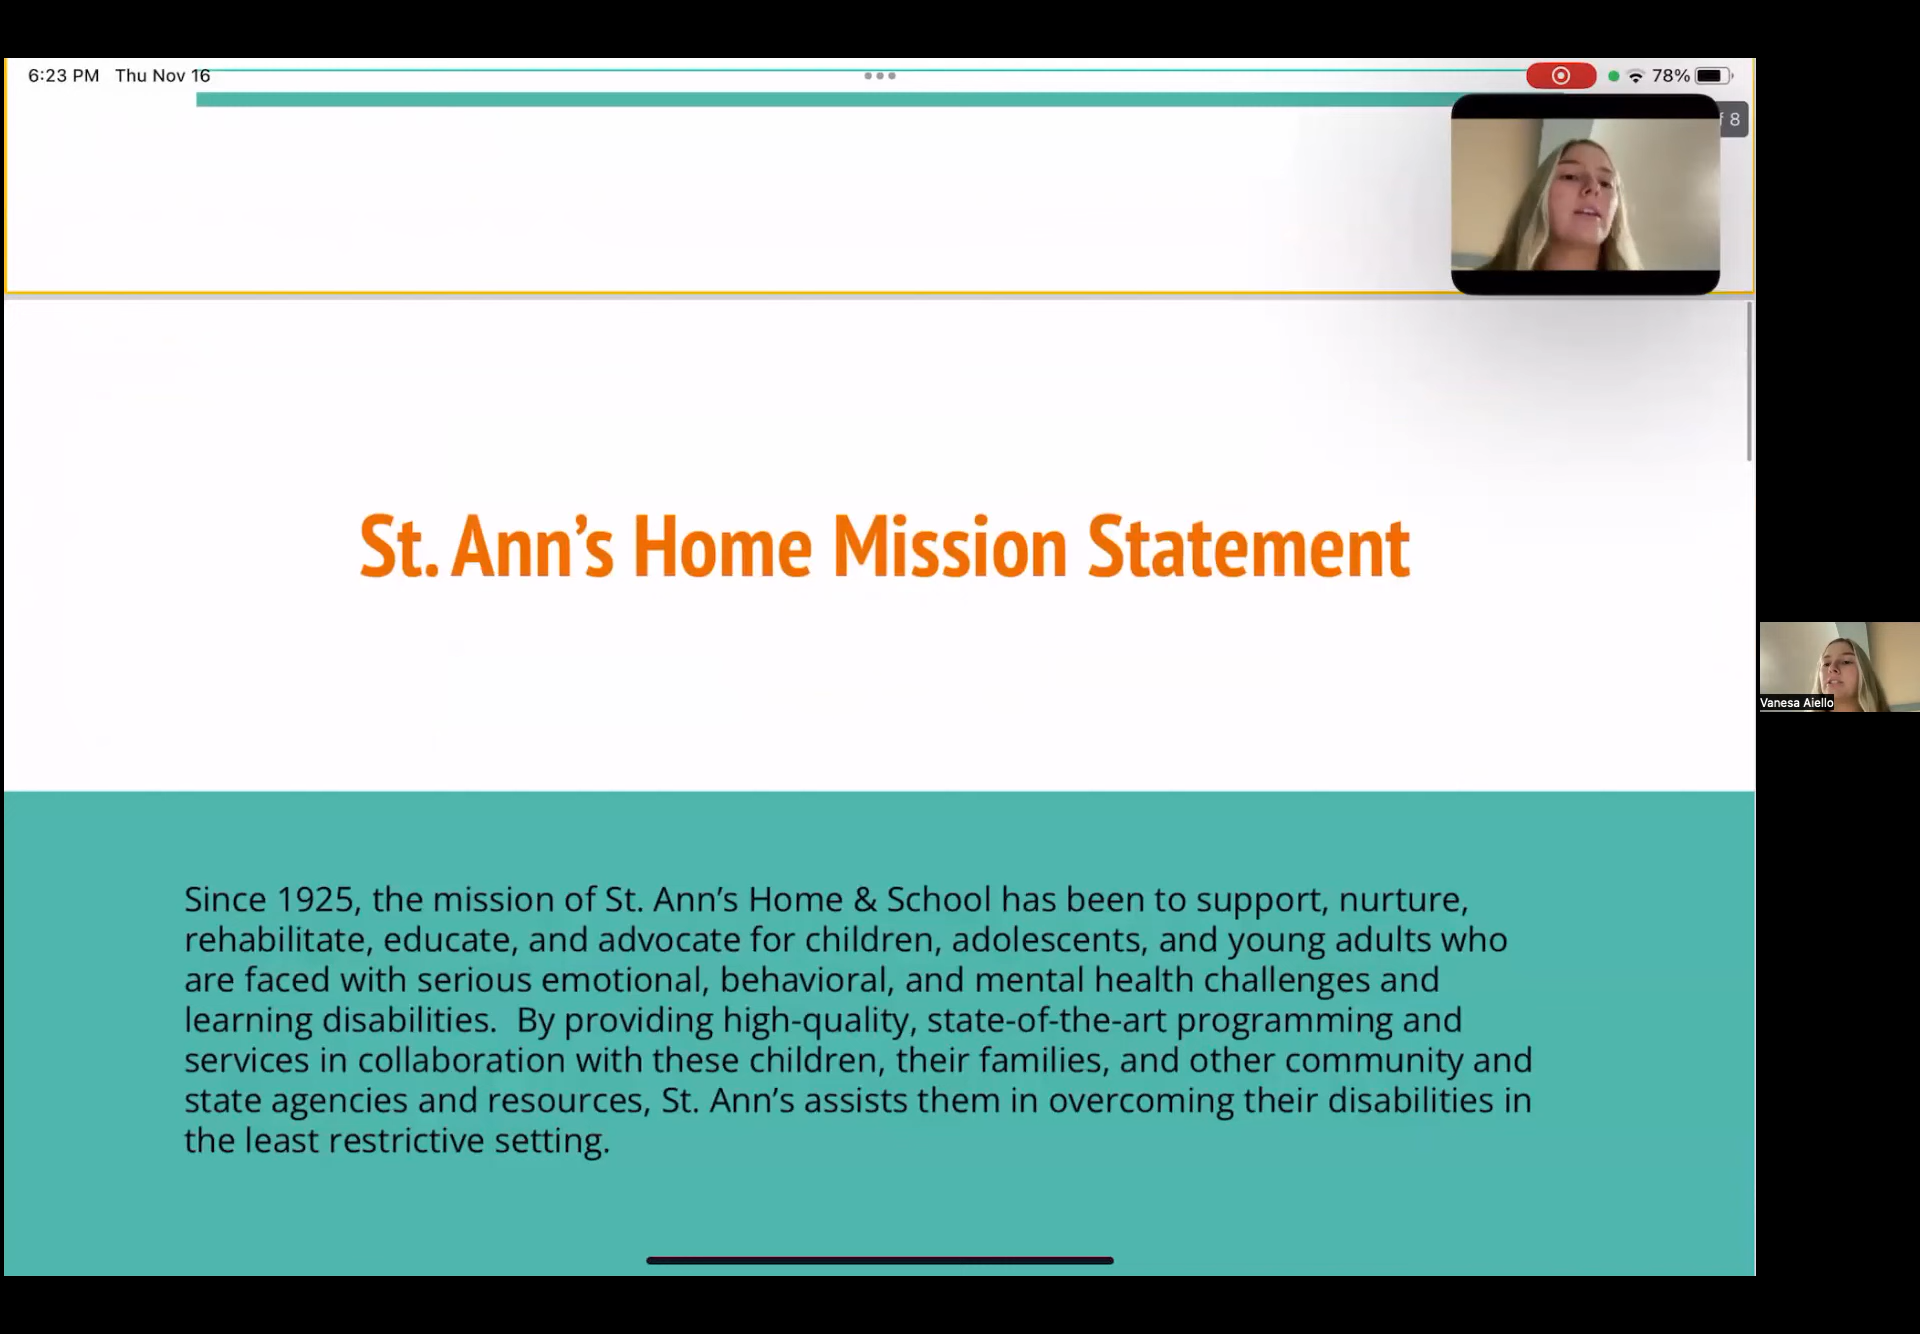 6:23 PM Thu Nov 16
78%
8
St. Ann’s Home Mission Statement
Vanesa Aiello
Since 1925, the mission of St. Ann’s Home & School has been to support, nurture,
rehabilitate, educate, and advocate for children, adolescents, and young adults who
are faced with serious emotional, behavioral, and mental health challenges and
learning disabilities. By providing high-quality, state-of-the-art programming and
services in collaboration with these children, their families, and other community and
state agencies and resources, St. Ann’s assists them in overcoming their disabilities in
the least restrictive setting.